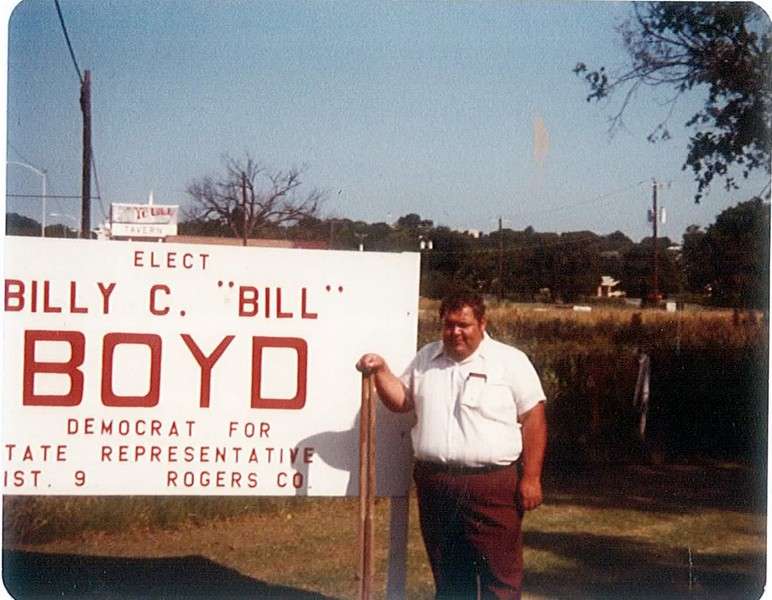 TAVERN
ELECT
BILLY C. "BILL"
BOYD
DEMOCRAT FOR
TATE REPRESENTATIVE
IST. 9 ROGERS CO.